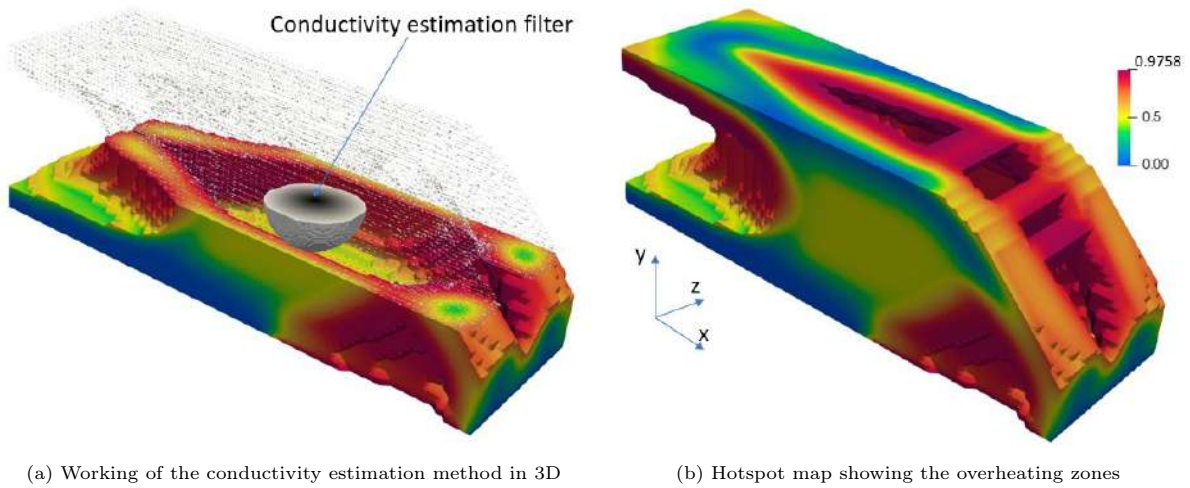 Conductivity estimation filter
0.9758
0.5
0.00
y
z
x
(a) Working of the conductivity estimation method in 3D
(b) Hotspot map showing the overheating zones